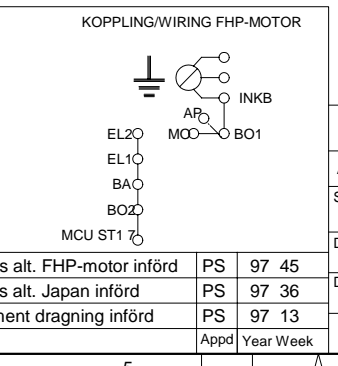 KOPPLING/WIRING FHP-MOTOR
INKB
AP
EL2 MO BO1
EL1
BA
BO2
MCU ST1 7
s alt. FHP-motor införd PS 97 45
s alt. Japan införd PS 97 36
ent dragning införd PS 97 13
Appd Year Week